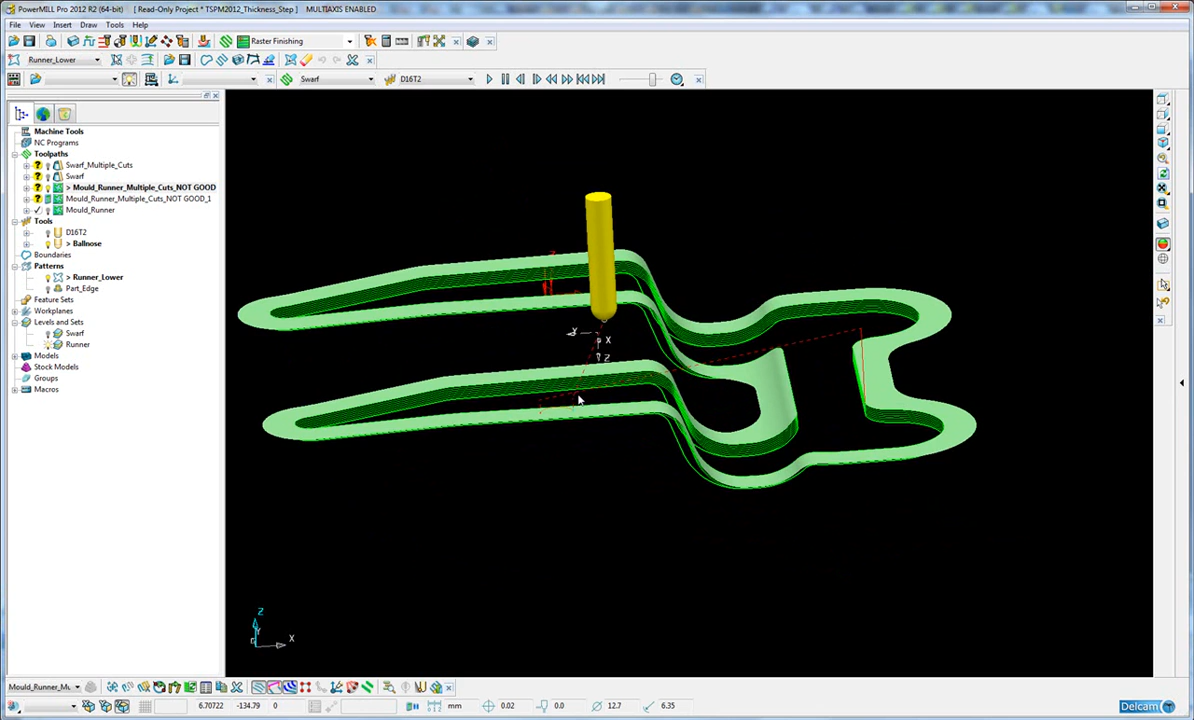 PowerMILL Pro 2012 R2 (64-bit) - [ Read-Only Project * TSPM2012_Thickness_Step ] MULTIAXIS ENABLED
File View Insert Draw Tools Help
Raster Finishing
Runner_Lower
Swarf D16T2
Machine Tools
NC Programs
Toolpaths
Swarf_Multiple_Cuts
Swarf
> Mould_Runner_Multiple_Cuts_NOT GOOD
Mould_Runner_Multiple_Cuts_NOT GOOD_1
Mould_Runner
Tools
D16T2
> Ballnose
Boundaries
Patterns
> Runner_Lower
Part_Edge
Feature Sets
Workplanes
Levels and Sets
Swarf
Runner
Models
Stock Models
Groups
Macros
X
Z
Z
Y
X
Mould_Runner_Mu
6.70722 -134.79 0 mm 0.02 0.0 12.7 6.35
Delcam